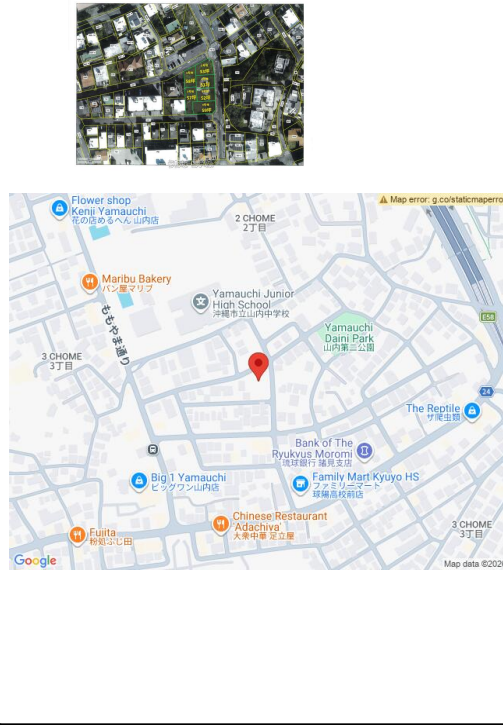 Flower shop
Kenji Yamauchi
花の店めるへん 山内店
2 CHOME
2丁目
Map error: g.co/staticmaperro
Maribu Bakery
パン屋マリブ
Yamauchi Junior
High School
沖縄市立山内中学校
ももやま通り
E58
Yamauchi
Daini Park
山内第二公園
3 CHOME
3丁目
24
The Reptile
ザ爬虫類
Bank of The
Ryukyus Moromi
琉球銀行 諸見支店
Big 1 Yamauchi
ビッグワン山内店
Family Mart Kyuyo HS
ファミリーマート
球陽高校前店
Chinese Restaurant
'Adachiya'
大衆中華 足立屋
Fujita
粉処ふじ田
3 CHOME
3丁目
Google
Map data ©202